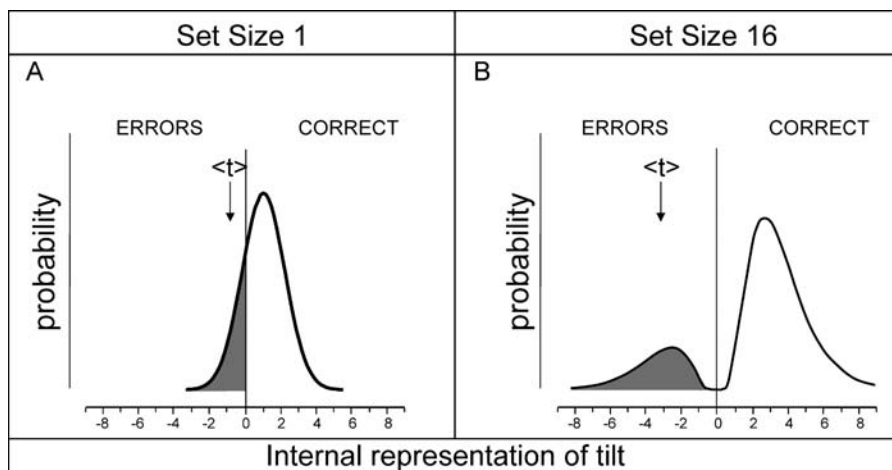 Set Size 1
Set Size 16
A
B
ERRORS
CORRECT
ERRORS
CORRECT
<t>
<t>
probability
probability
-8 -6 -4 -2 0 2 4 6 8
-8 -6 -4 -2 0 2 4 6 8
Internal representation of tilt